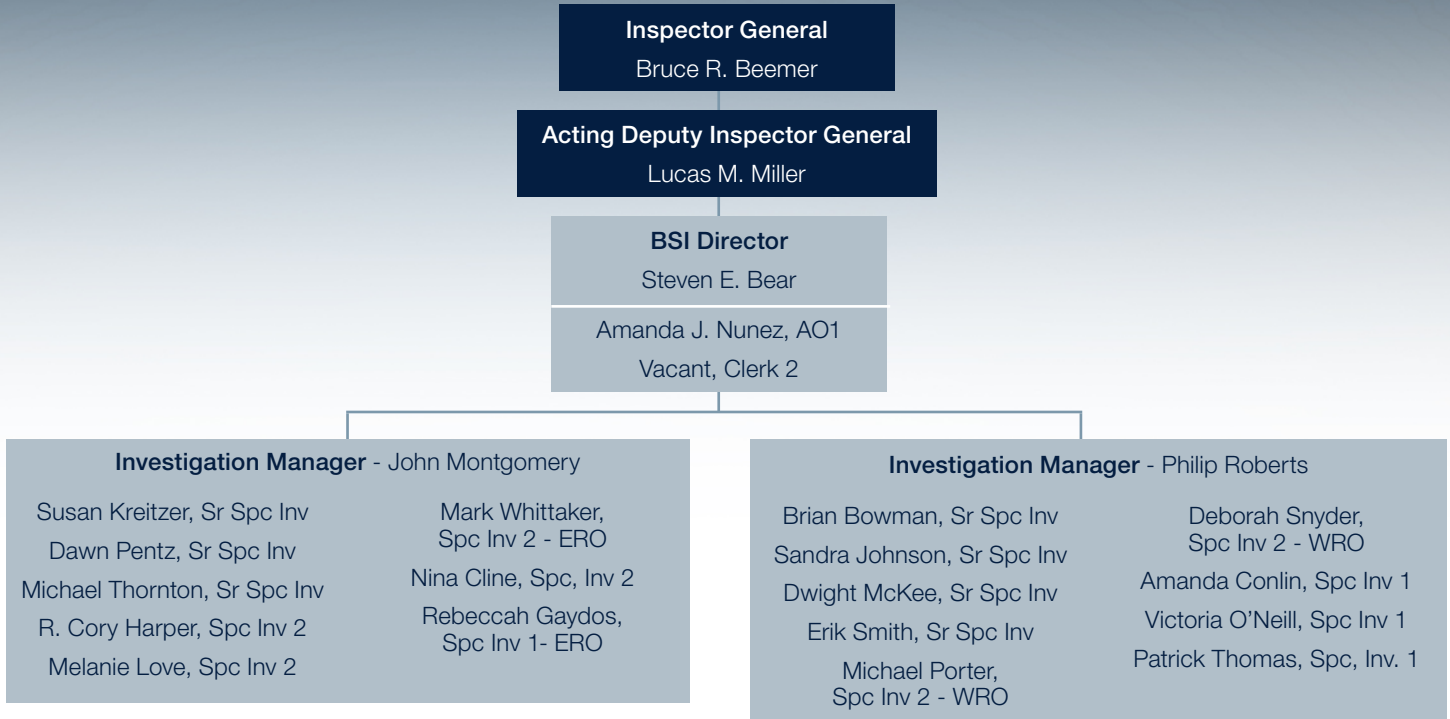 Inspector General
Bruce R. Beemer
Acting Deputy Inspector General
Lucas M. Miller
BSI Director
Steven E. Bear
Amanda J. Nunez, AO1
Vacant, Clerk 2
Investigation Manager - John Montgomery
Susan Kreitzer, Sr Spc Inv
Dawn Pentz, Sr Spc Inv
Michael Thornton, Sr Spc Inv
R. Cory Harper, Spc Inv 2
Melanie Love, Spc Inv 2
Mark Whittaker,
Spc Inv 2 - ERO
Nina Cline, Spc, Inv 2
Rebeccah Gaydos,
Spc Inv 1- ERO
Investigation Manager - Philip Roberts
Brian Bowman, Sr Spc Inv
Sandra Johnson, Sr Spc Inv
Dwight McKee, Sr Spc Inv
Erik Smith, Sr Spc Inv
Michael Porter,
Spc Inv 2 - WRO
Deborah Snyder,
Spc Inv 2 - WRO
Amanda Conlin, Spc Inv 1
Victoria O’Neill, Spc Inv 1
Patrick Thomas, Spc, Inv. 1